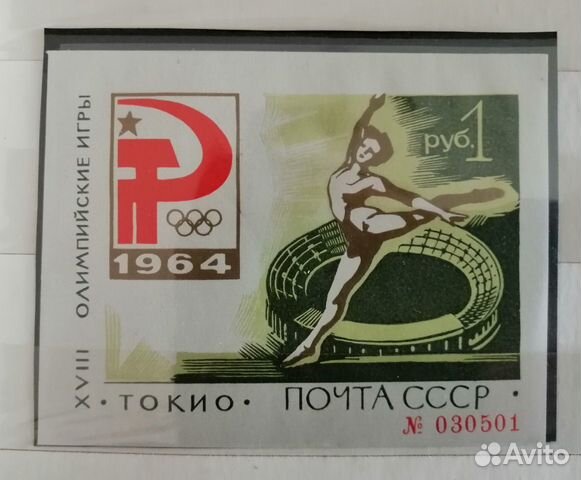 XVIII ОЛИМПИЙСКИЕ ИГРЫ
1964
руб. 1
• ТОКИО • ПОЧТА СССР •
№ 030501
Avito